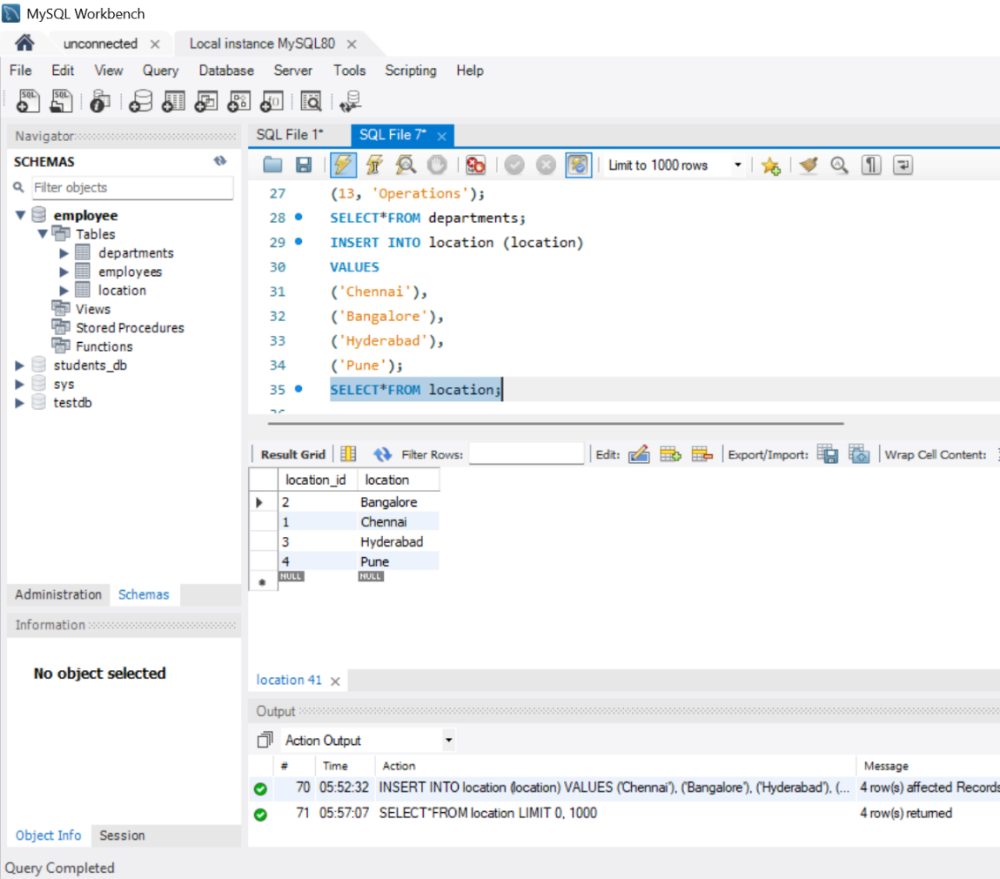 MySQL Workbench
unconnected
Local instance MySQL80
File Edit View Query Database Server Tools Scripting Help
Navigator
SCHEMAS
Filter objects
employee
Tables
departments
employees
location
Views
Stored Procedures
Functions
students_db
sys
testdb
Administration Schemas
Information
No object selected
Object Info Session
Query Completed
SQL File 1*
SQL File 7*
Limit to 1000 rows
27 (13, 'Operations');
28 SELECT*FROM departments;
29 INSERT INTO location (location)
30 VALUES
31 ('Chennai'),
32 ('Bangalore'),
33 ('Hyderabad'),
34 ('Pune');
35 SELECT*FROM location;
Result Grid Filter Rows: Edit: Export/Import: Wrap Cell Content:
location_id location
2 Bangalore
1 Chennai
3 Hyderabad
4 Pune
NULL NULL
location 41
Output
Action Output
# Time Action Message
70 05:52:32 INSERT INTO location (location) VALUES ('Chennai'), ('Bangalore'), ('Hyderabad'), (... 4 row(s) affected Records
71 05:57:07 SELECT*FROM location LIMIT 0, 1000 4 row(s) returned